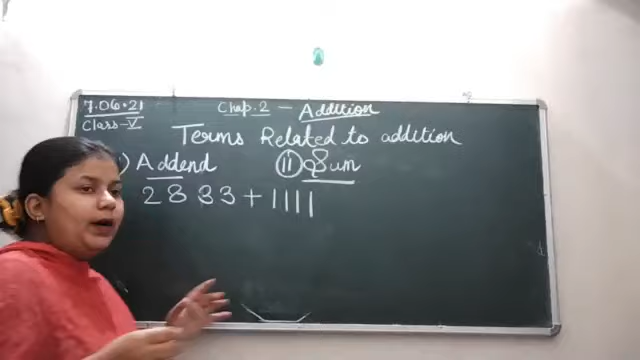 7.06.21 Chap.2 - Addition
Class-V
Terms Related to addition
) Addend (ii) Sum
2833+1111